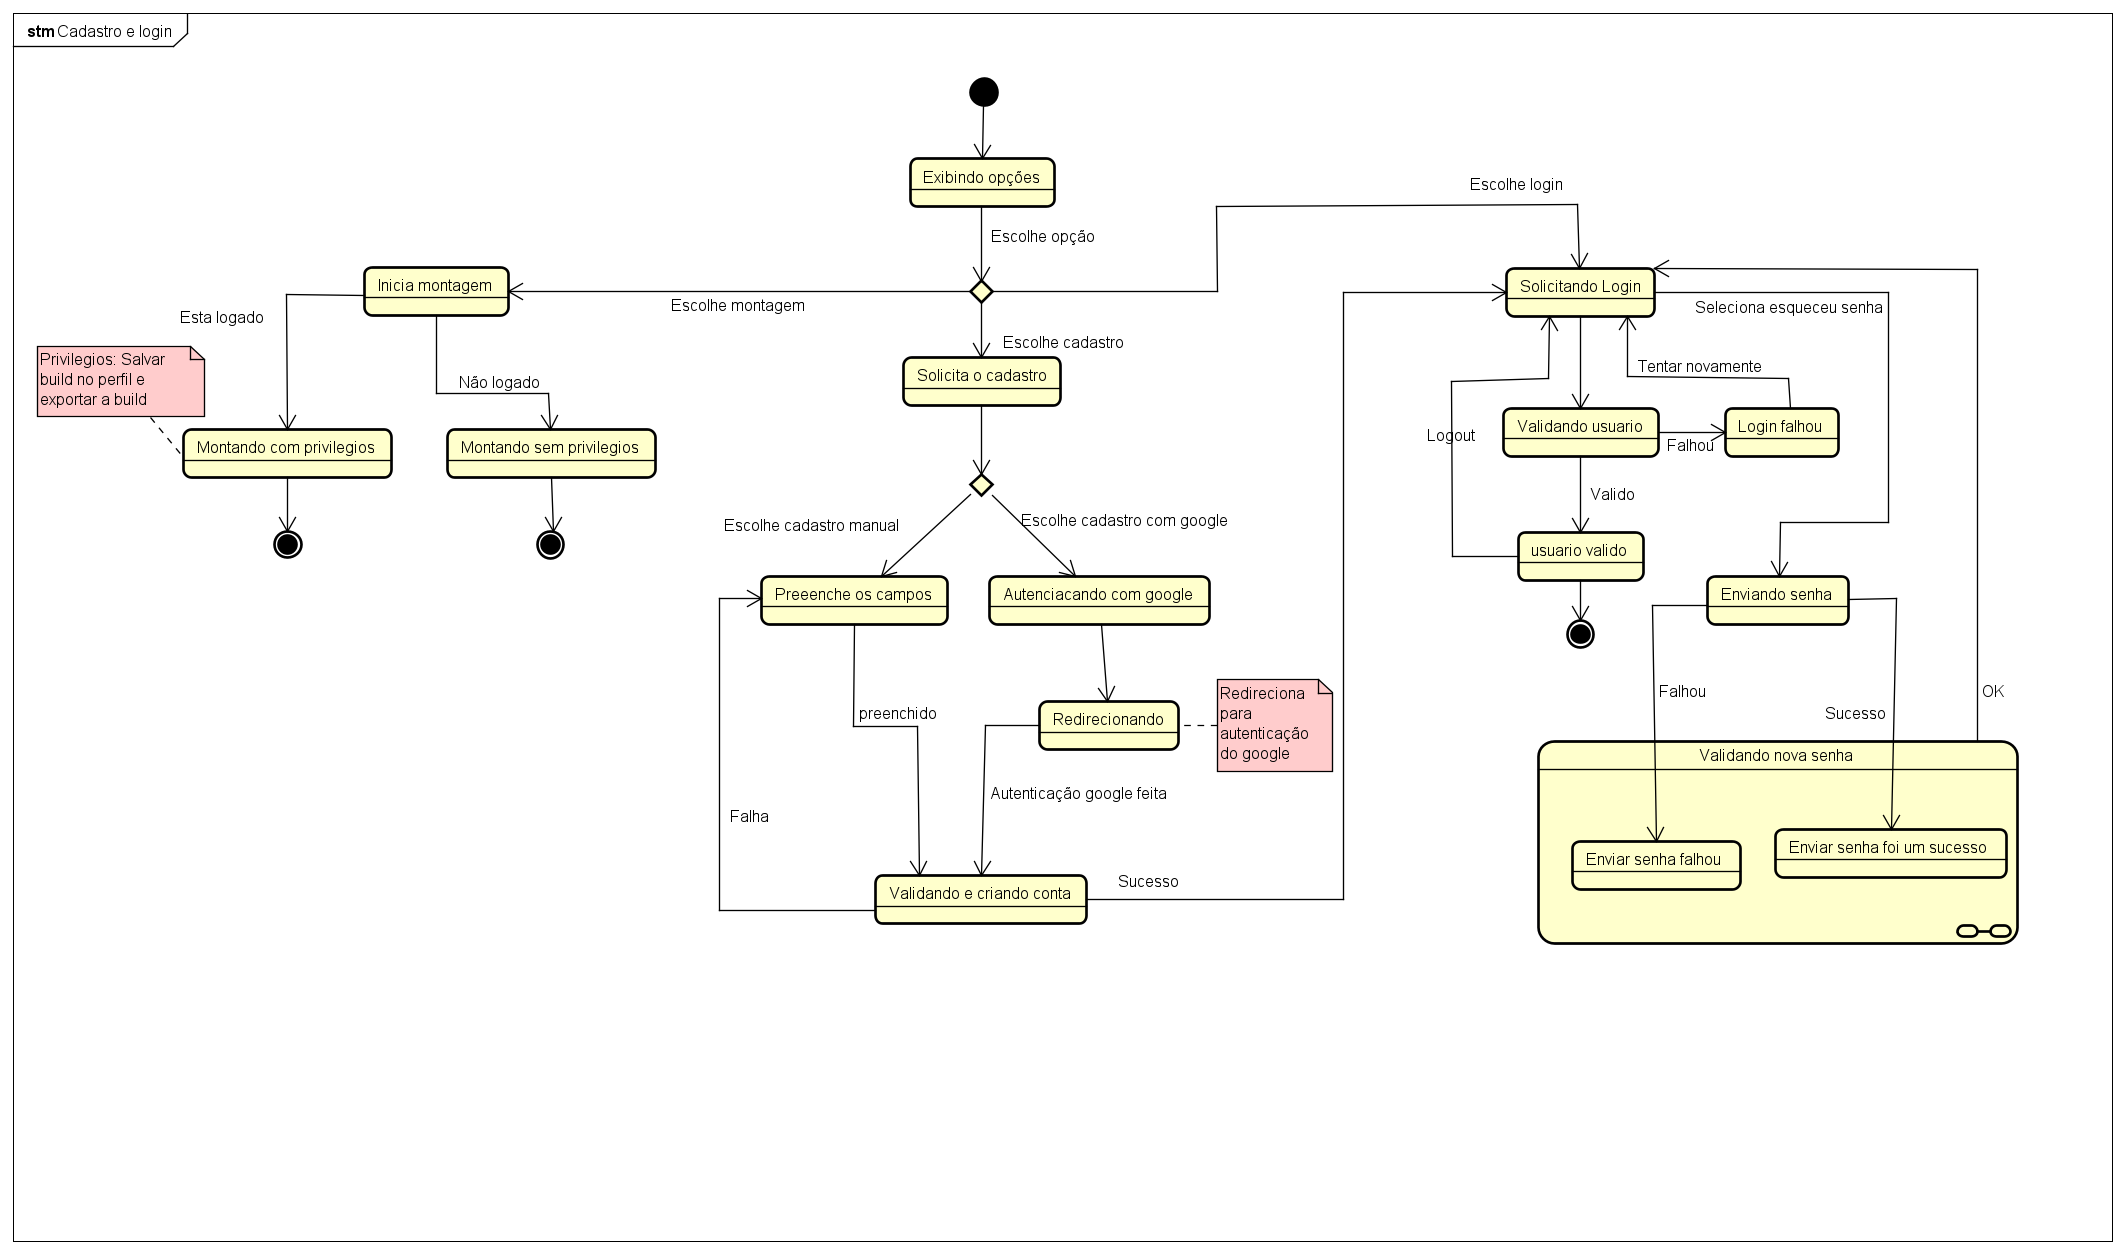 stm Cadastro e login
Exibindo opções
Escolhe login
Escolhe opção
Inicia montagem
Escolhe montagem
Solicitando Login
Seleciona esqueceu senha
Esta logado
Escolhe cadastro
Privilegios: Salvar
build no perfil e
exportar a build
Não logado
Solicita o cadastro
Tentar novamente
Montando com privilegios
Montando sem privilegios
Logout
Validando usuario
Falhou
Login falhou
Valido
Escolhe cadastro manual
Escolhe cadastro com google
usuario valido
Preeenche os campos
Autenciacando com google
Enviando senha
preenchido
Redirecionando
Redireciona
para
autenticação
do google
Falhou
Sucesso
OK
Validando nova senha
Autenticação google feita
Falha
Enviar senha falhou
Enviar senha foi um sucesso
Validando e criando conta
Sucesso